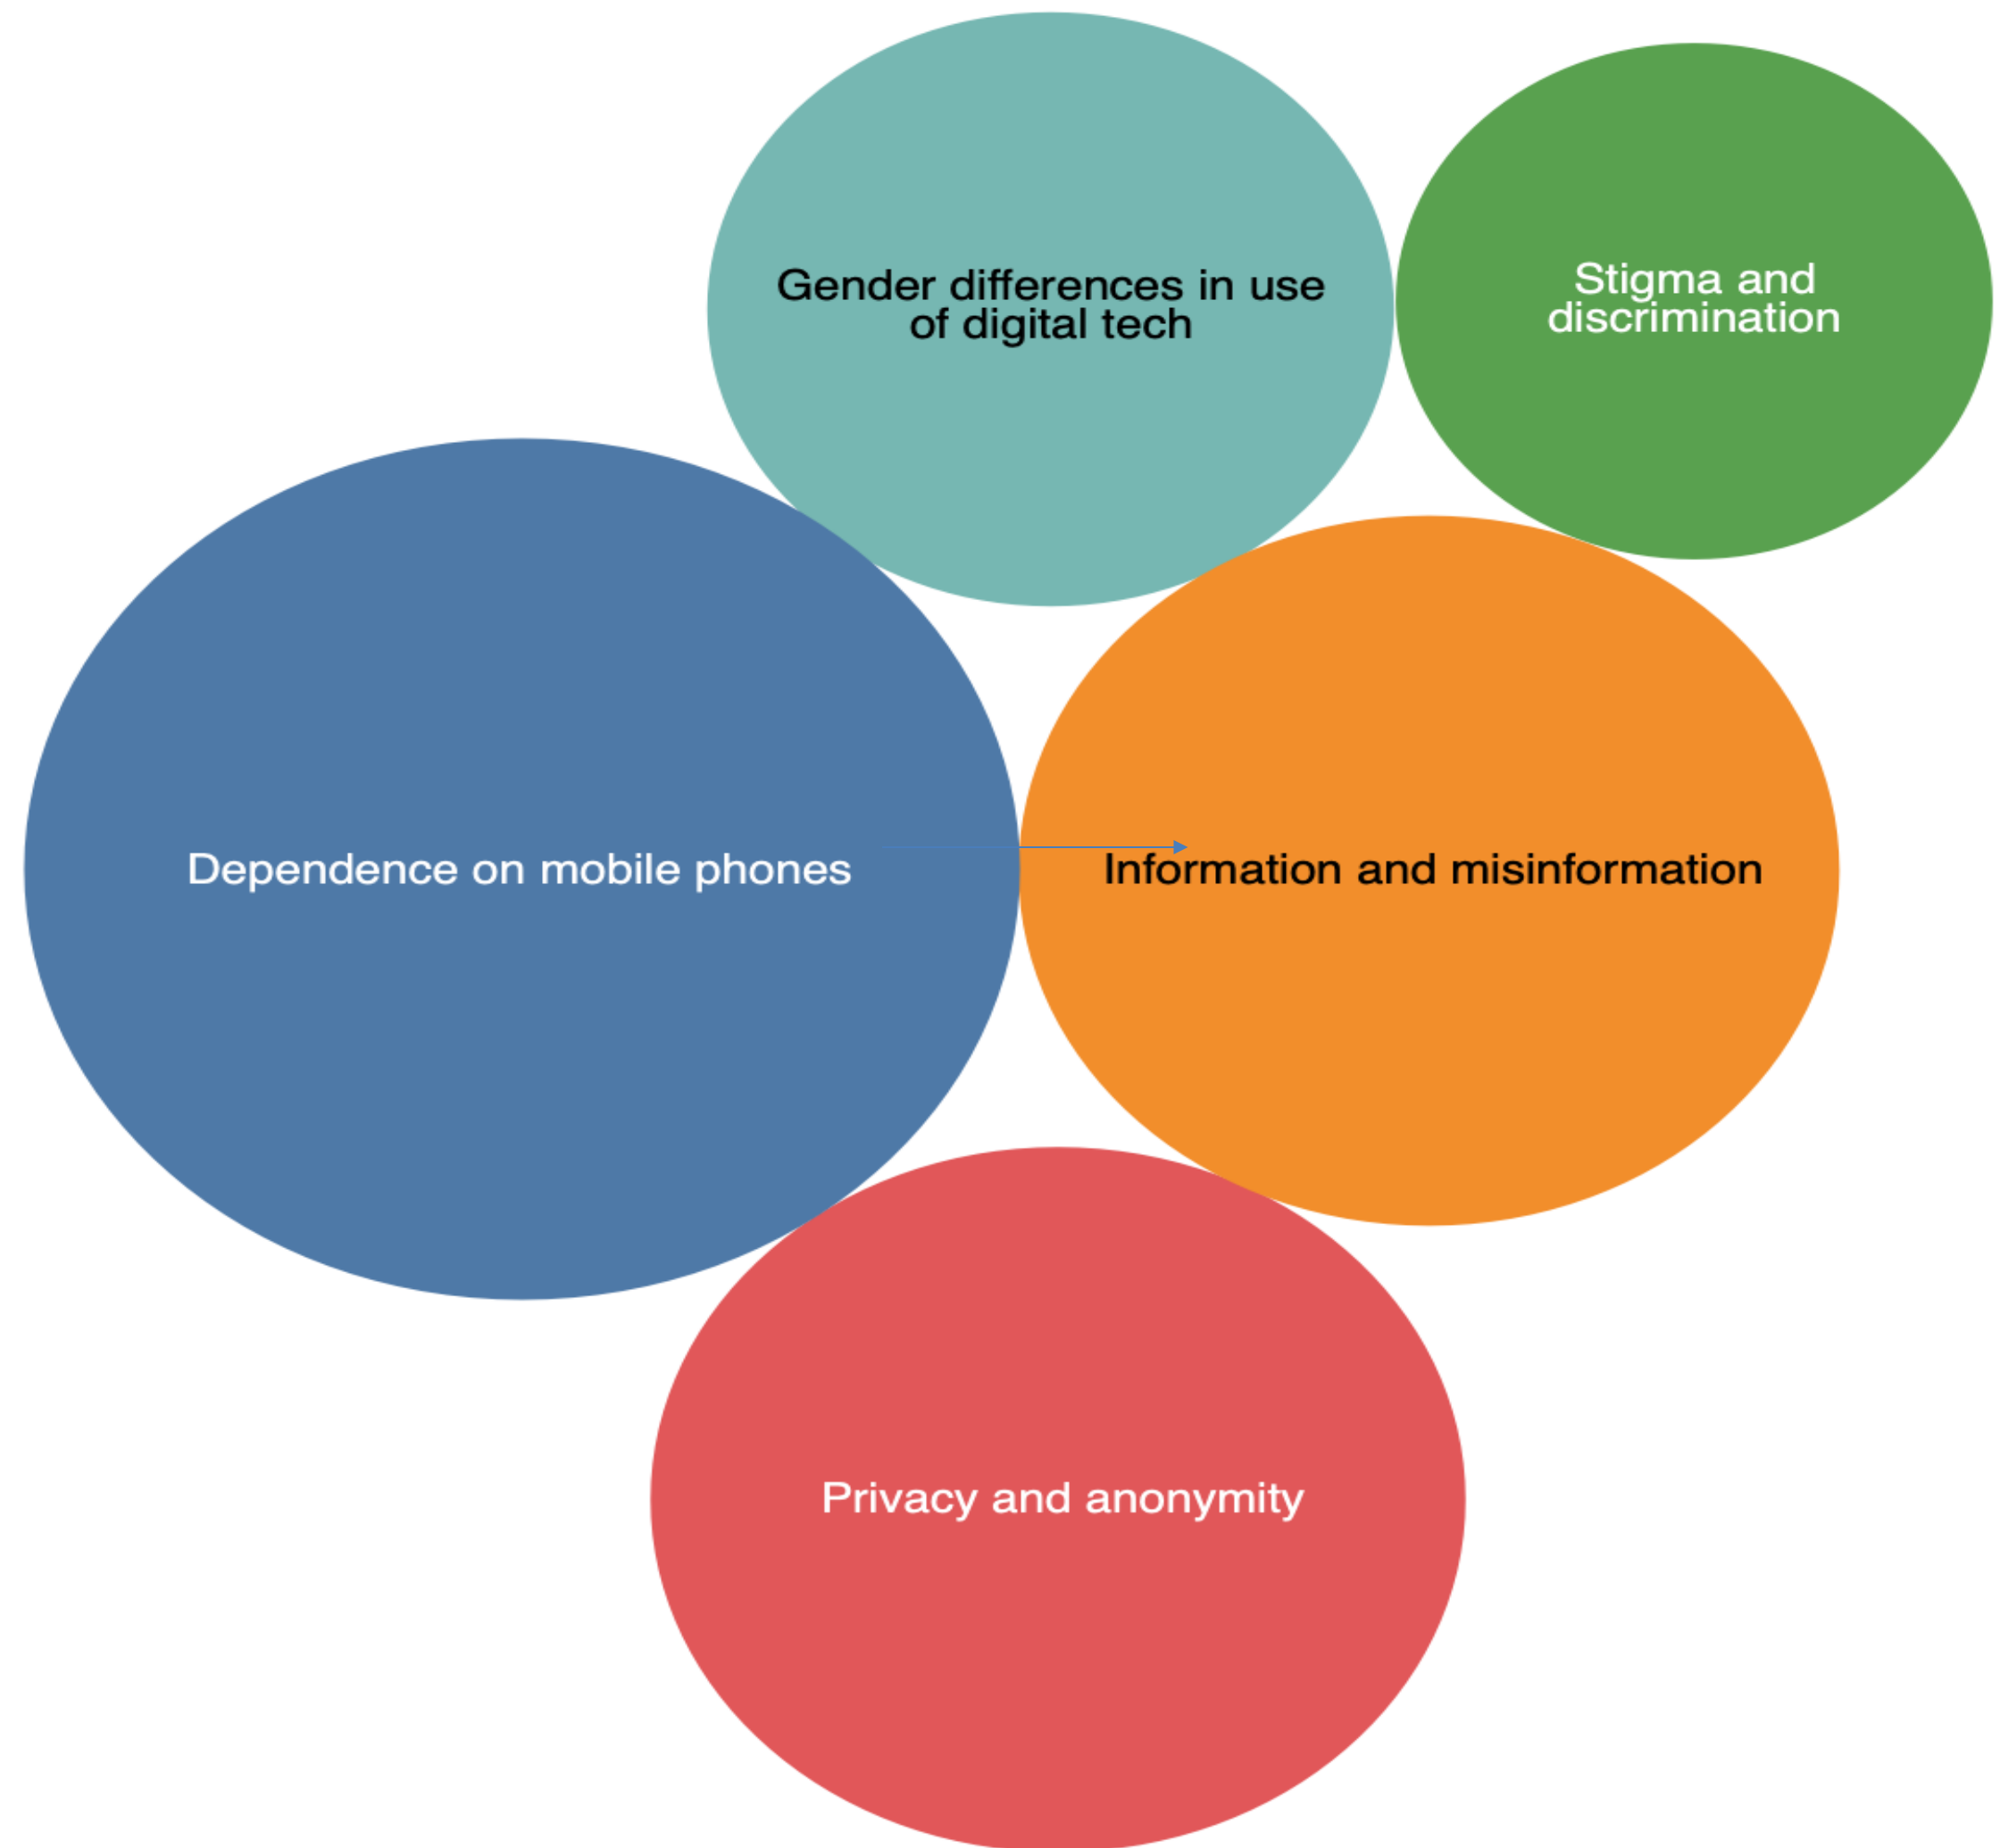 Gender differences in use
of digital tech
Stigma and
discrimination
Dependence on mobile phones
Information and misinformation
Privacy and anonymity